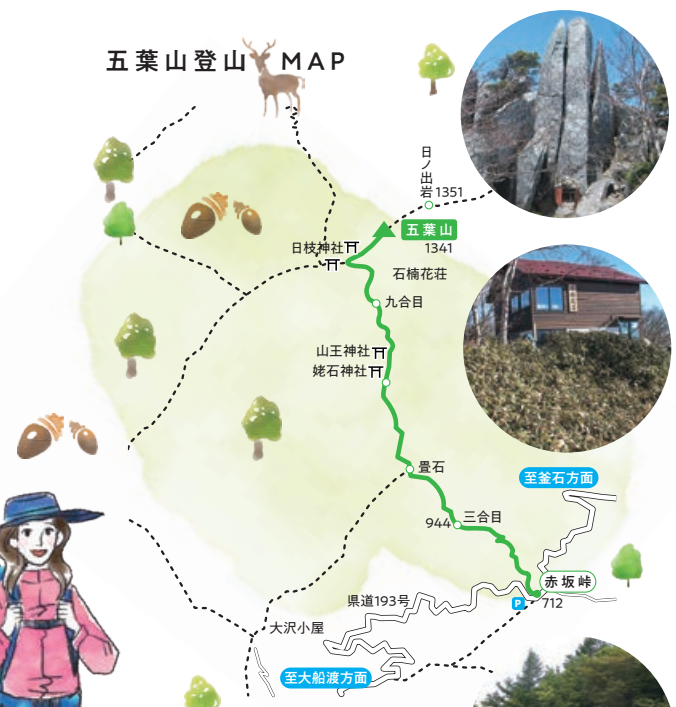 五葉山登山 MAP
日ノ出岩
1351
五葉山
1341
日枝神社
石楠花荘
九合目
山王神社
姥石神社
畳石
至釜石方面
944 三合目
赤坂峠
県道193号
P
712
大沢小屋
至大船渡方面